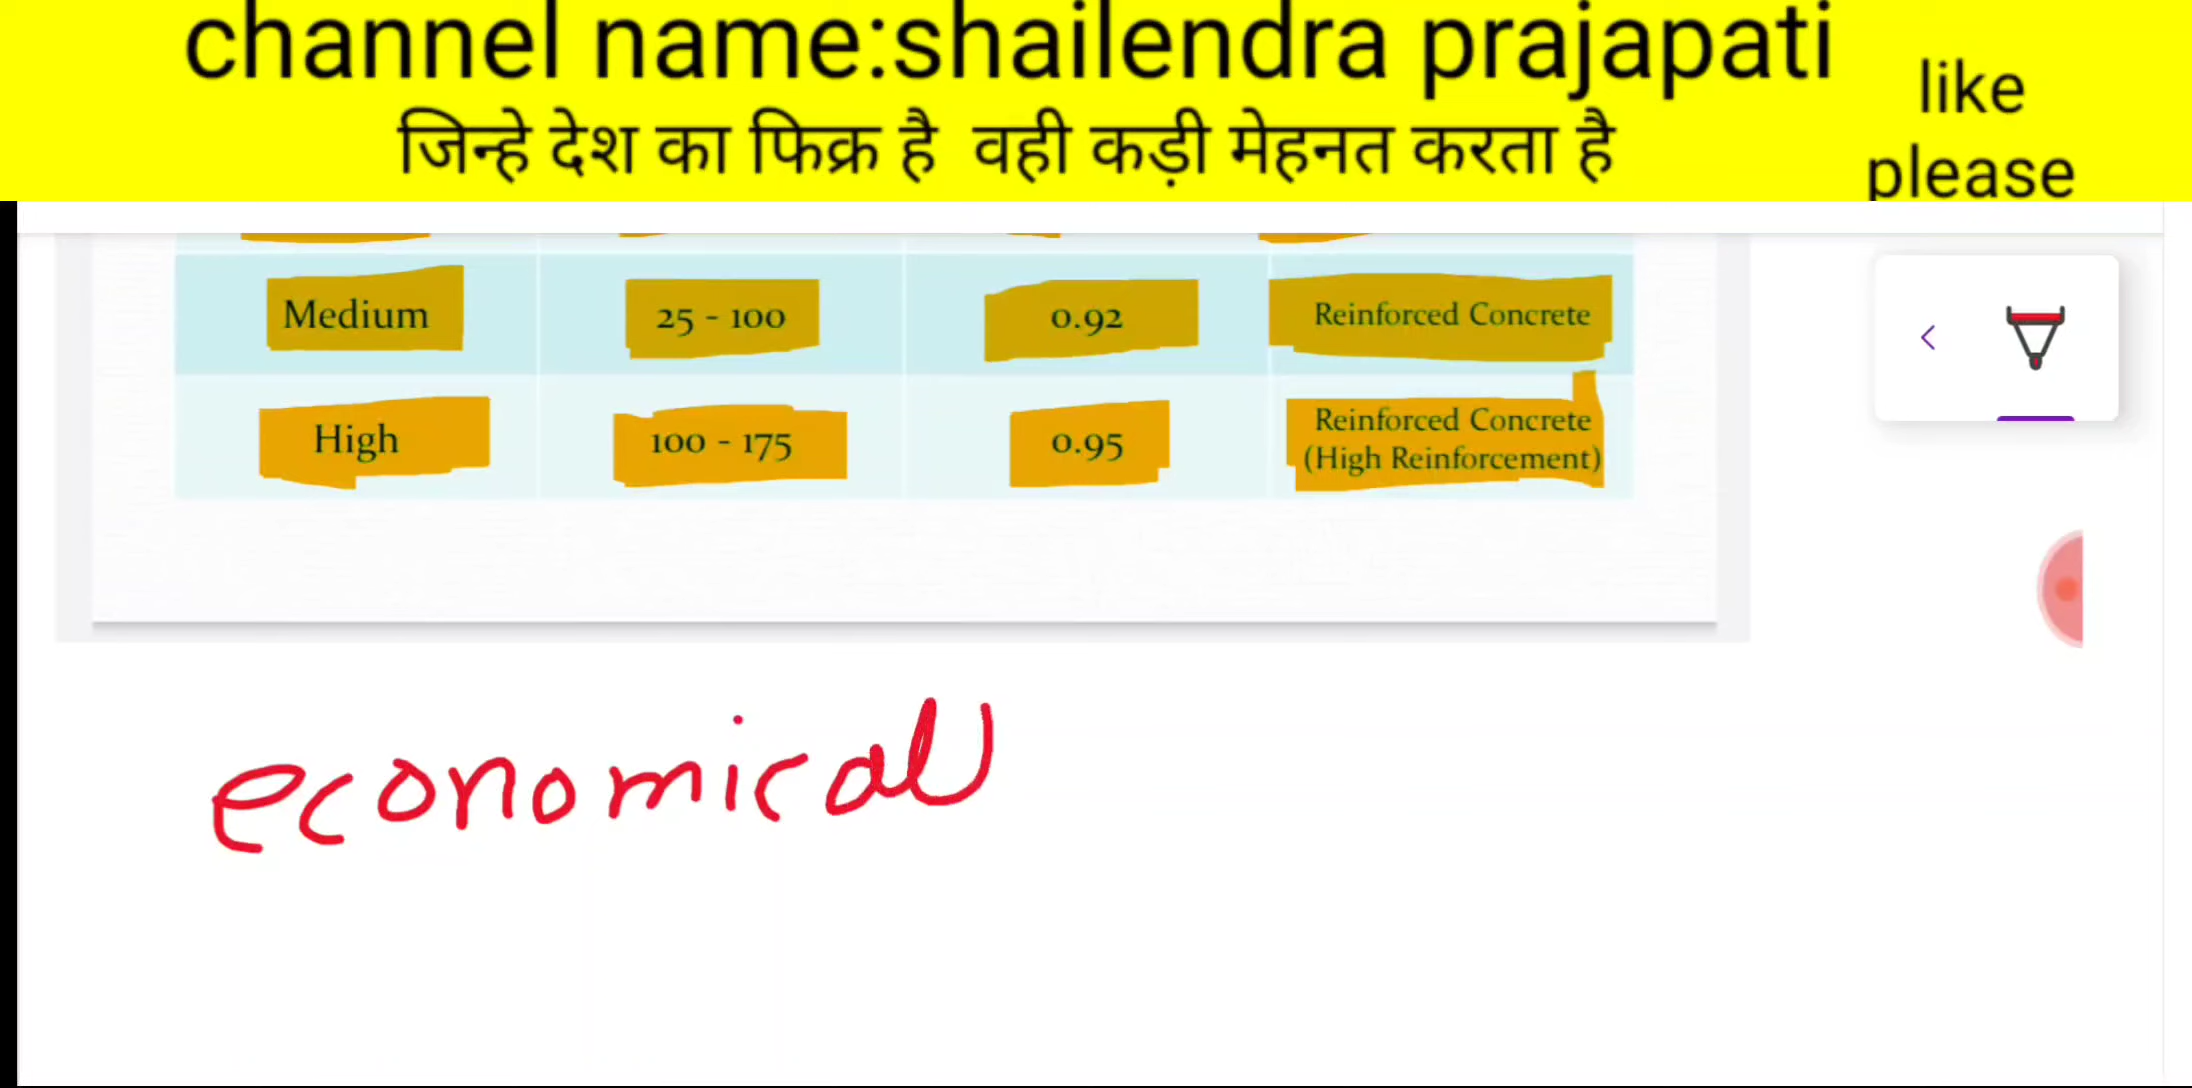 channel name:shailendra prajapati
जिन्हे देश का फिक्र है वही कड़ी मेहनत करता है
like
please
Medium 25 - 100 0.92 Reinforced Concrete
High 100 - 175 0.95 Reinforced Concrete
(High Reinforcement)
economical